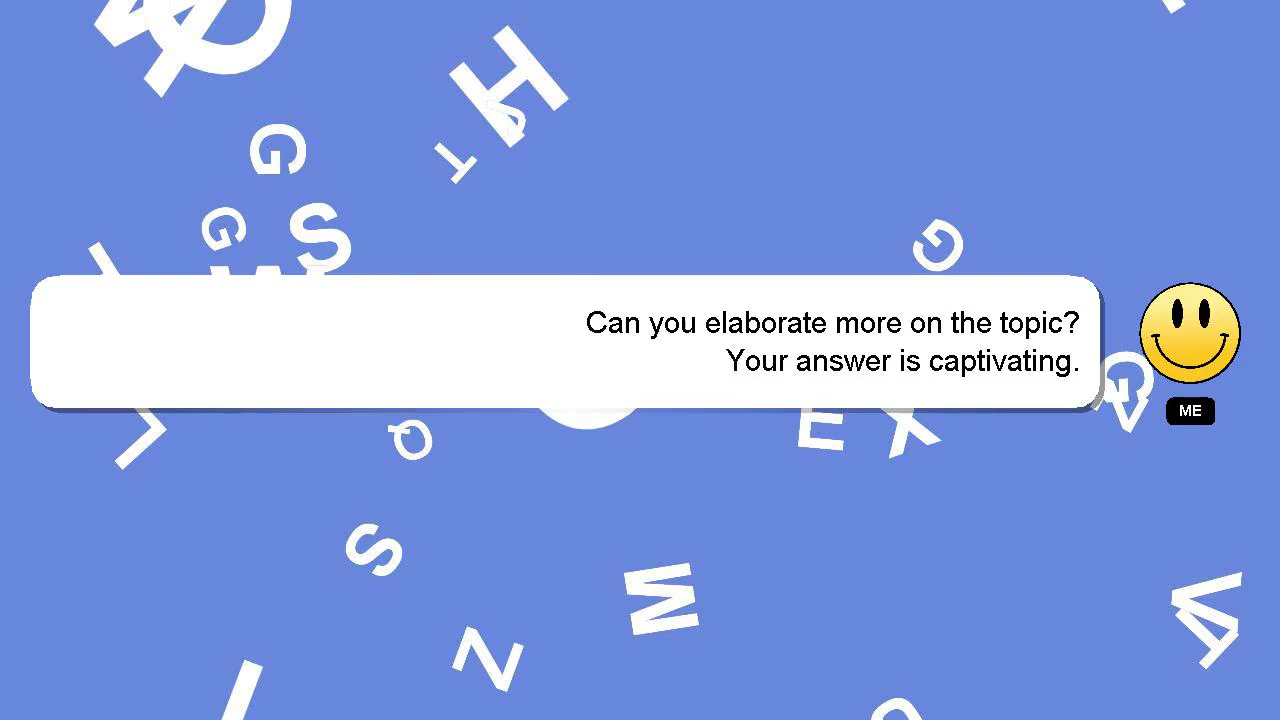 Can you elaborate more on the topic?
Your answer is captivating.
ME